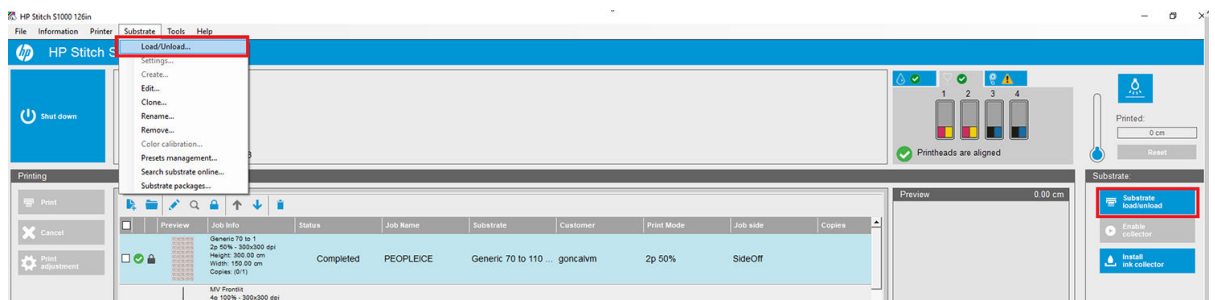 HP Stitch S1000 126in
File Information Printer Substrate Tools Help
HP Stitch S
Load/Unload...
Settings...
Create...
Edit...
Clone...
Rename...
Remove...
Color calibration...
Presets management...
Search substrate online...
Substrate packages...
Shut down
3
1 2 3 4
Printheads are aligned
Printed:
0 cm
Reset
Printing
Print
Cancel
Print
adjustment
Preview Job Info Status Job Name Substrate Customer Print Mode Job side Copies
Generic 70 to 1
2p 50% - 300x300 dpi
Height: 300.00 cm
Width: 150.00 cm
Copies: (0/1)
Completed PEOPLEICE Generic 70 to 110 ... goncalvm 2p 50% SideOff
MV Frontlit
4p 100% - 300x300 dpi
Preview 0.00 cm
Substrate:
Substrate
load/unload
Enable
collector
Install
ink collector